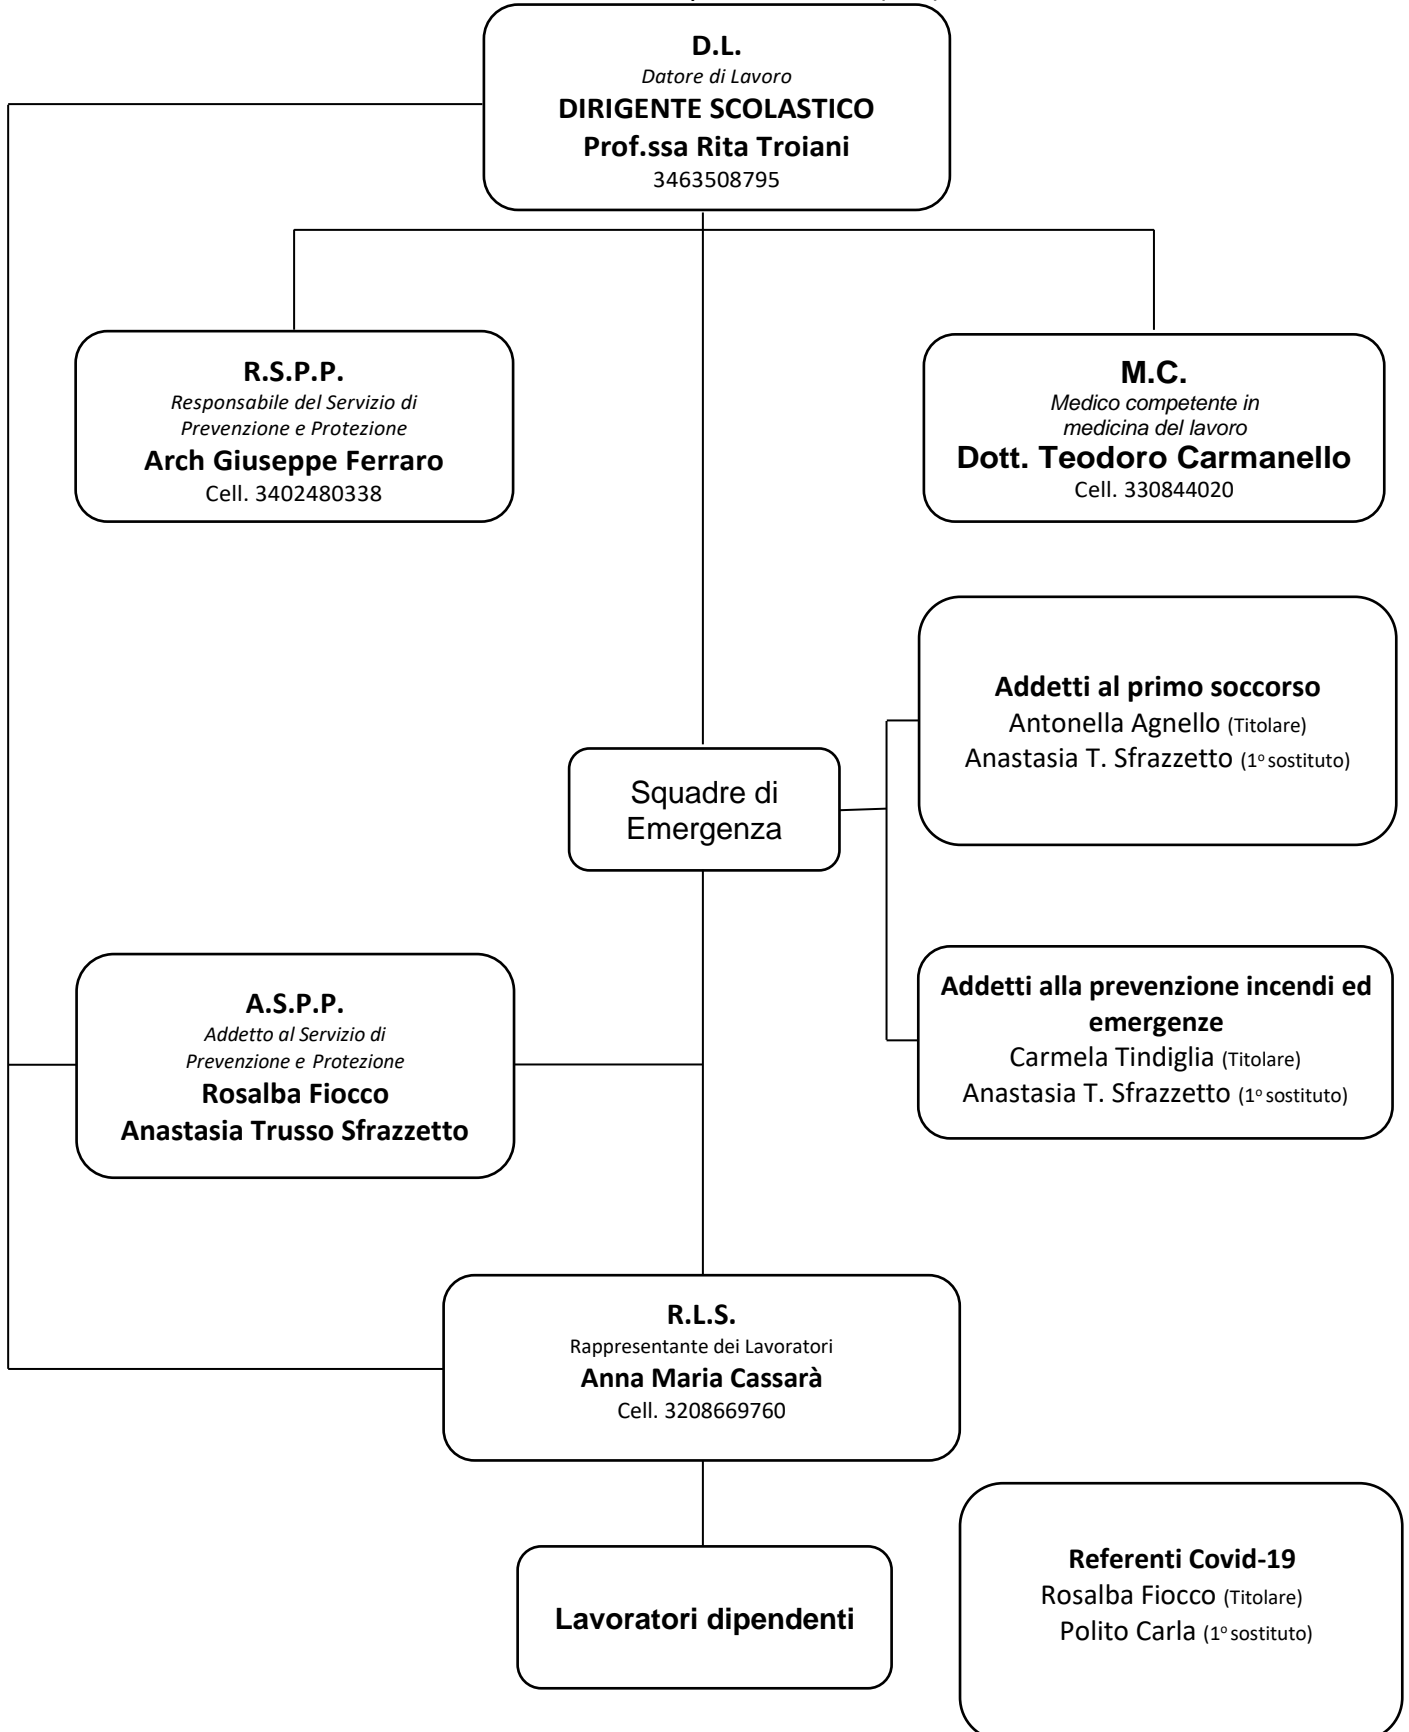 D.L.
Datore di Lavoro
DIRIGENTE SCOLASTICO
Prof.ssa Rita Troiani
3463508795
R.S.P.P.
Responsabile del Servizio di
Prevenzione e Protezione
Arch Giuseppe Ferraro
Cell. 3402480338
M.C.
Medico competente in
medicina del lavoro
Dott. Teodoro Carmanello
Cell. 330844020
Addetti al primo soccorso
Antonella Agnello (Titolare)
Anastasia T. Sfrazzetto (1º sostituto)
Squadre di
Emergenza
Addetti alla prevenzione incendi ed
emergenze
Carmela Tindiglia (Titolare)
Anastasia T. Sfrazzetto (1º sostituto)
A.S.P.P.
Addetto al Servizio di
Prevenzione e Protezione
Rosalba Fiocco
Anastasia Trusso Sfrazzetto
R.L.S.
Rappresentante dei Lavoratori
Anna Maria Cassarà
Cell. 3208669760
Lavoratori dipendenti
Referenti Covid-19
Rosalba Fiocco (Titolare)
Polito Carla (1º sostituto)